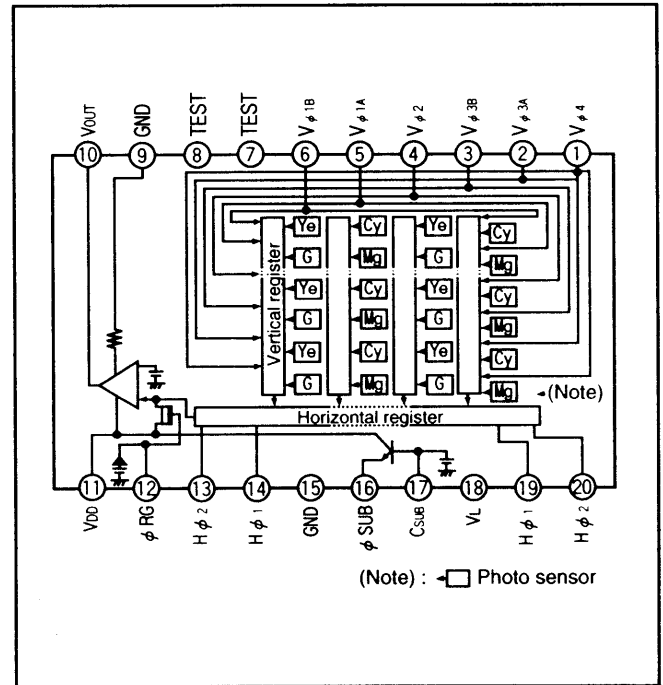 VOUT GND TEST TEST Vφ1B Vφ1A Vφ2 Vφ3B Vφ3A Vφ4
10 9 8 7 6 5 4 3 2 1
Vertical register
Ye Cy Ye Cy
G Mg G Mg
Ye Cy Ye Cy
G Mg G Mg
Ye Cy Ye Cy
G Mg G Mg
(Note)
Horizontal register
11 12 13 14 15 16 17 18 19 20
VDD φRG Hφ2 Hφ1 GND φSUB CSUB VL Hφ1 Hφ2
(Note) : Photo sensor